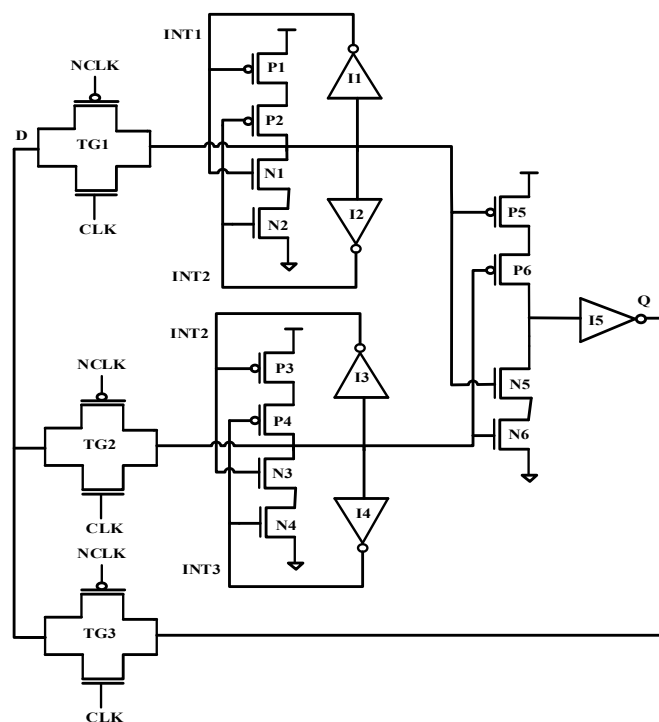 INT1
NCLK
P1
I1
P2
D
TG1
N1
P5
CLK
N2
I2
P6
INT2
Q
I5
INT2
N5
NCLK
P3
I3
P4
N6
TG2
N3
CLK
N4
I4
NCLK
INT3
TG3
CLK